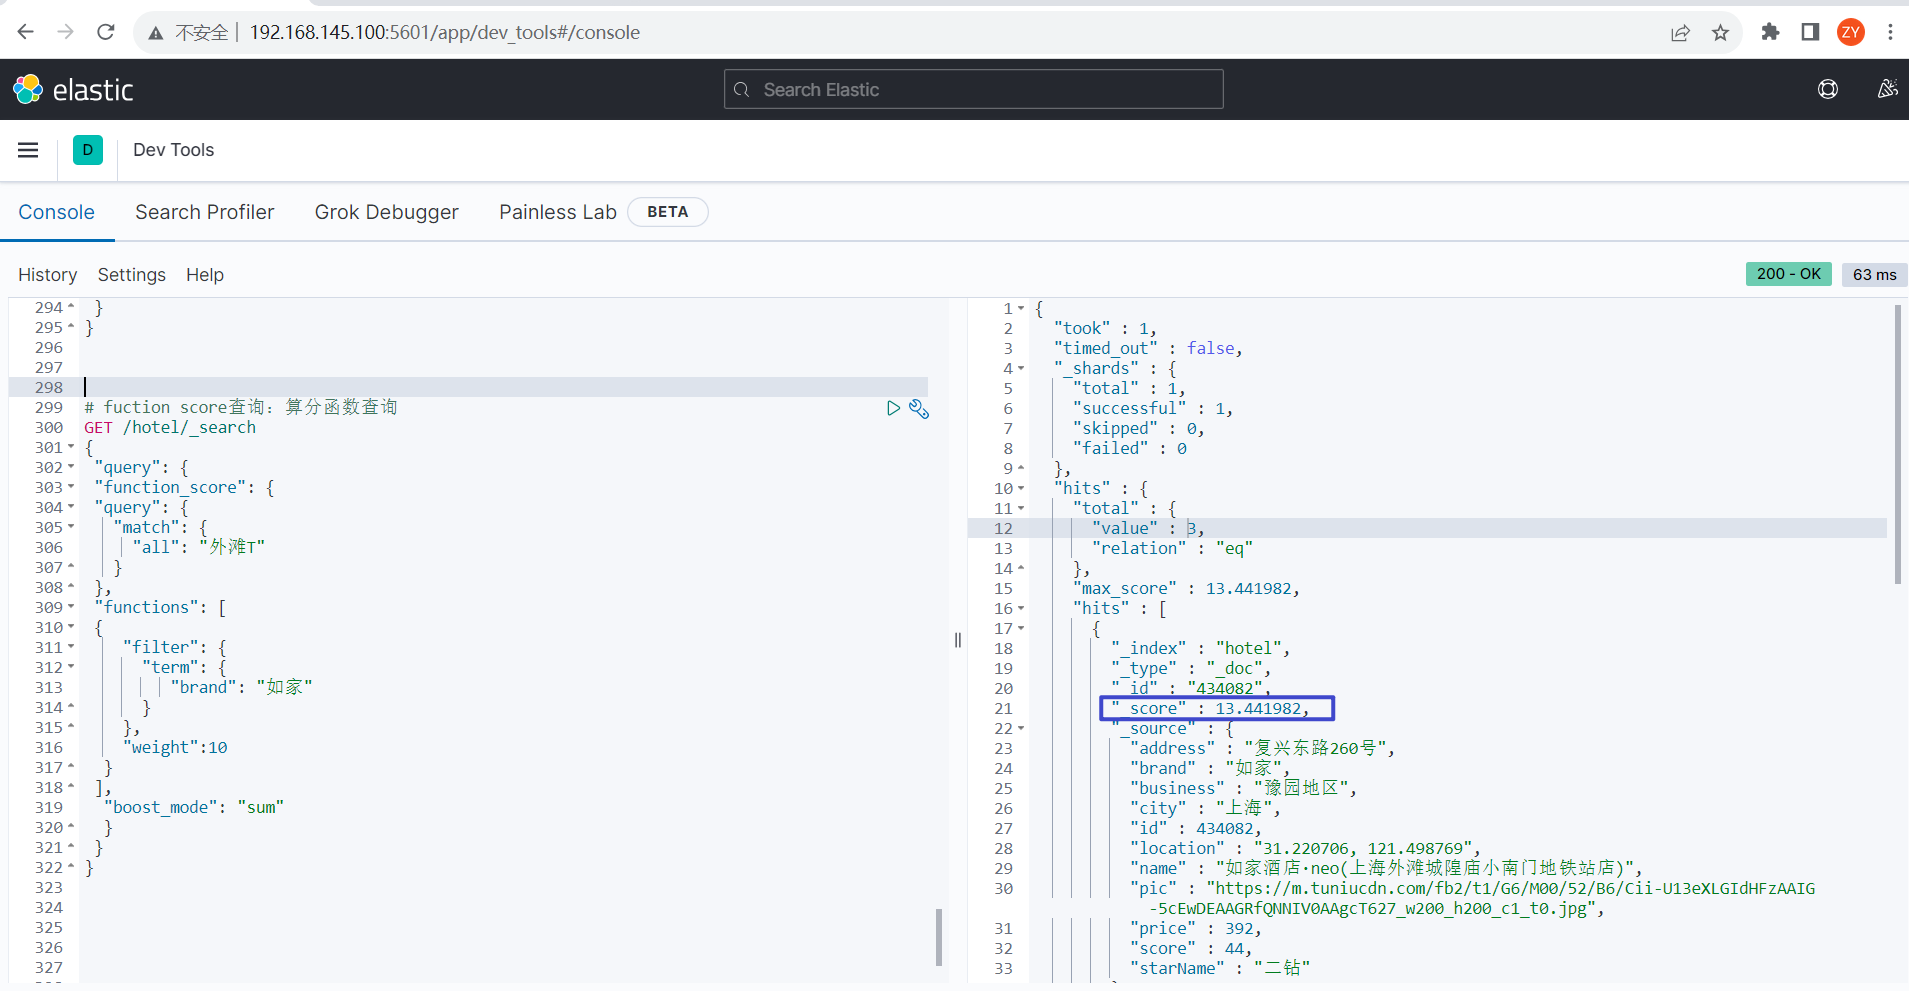 不安全 192.168.145.100:5601/app/dev_tools#/console
ZY
elastic
Search Elastic
D
Dev Tools
Console Search Profiler Grok Debugger Painless Lab BETA
History Settings Help
200 - OK 63 ms
294 }
295 }
296
297
298
299 # fuction score查询：算分函数查询
300 GET /hotel/_search
301 {
302 "query": {
303 "function_score": {
304 "query": {
305 "match": {
306 "all": "外滩T"
307 }
308 },
309 "functions": [
310 {
311 "filter": {
312 "term": {
313 "brand": "如家"
314 }
315 },
316 "weight":10
317 }
318 ],
319 "boost_mode": "sum"
320 }
321 }
322 }
323
324
325
326
327
1 {
2 "took" : 1,
3 "timed_out" : false,
4 "_shards" : {
5 "total" : 1,
6 "successful" : 1,
7 "skipped" : 0,
8 "failed" : 0
9 },
10 "hits" : {
11 "total" : {
12 "value" : 3,
13 "relation" : "eq"
14 },
15 "max_score" : 13.441982,
16 "hits" : [
17 {
18 "_index" : "hotel",
19 "_type" : "_doc",
20 "_id" : "434082",
21 "_score" : 13.441982,
22 "_source" : {
23 "address" : "复兴东路260号",
24 "brand" : "如家",
25 "business" : "豫园地区",
26 "city" : "上海",
27 "id" : 434082,
28 "location" : "31.220706, 121.498769",
29 "name" : "如家酒店·neo(上海外滩城隍庙小南门地铁站店)",
30 "pic" : "https://m.tuniucdn.com/fb2/t1/G6/M00/52/B6/Cii-U13eXLGIdHFzAAIG
-5cEwDEAAGRfQNNIV0AAgcT627_w200_h200_c1_t0.jpg",
31 "price" : 392,
32 "score" : 44,
33 "starName" : "二钻"